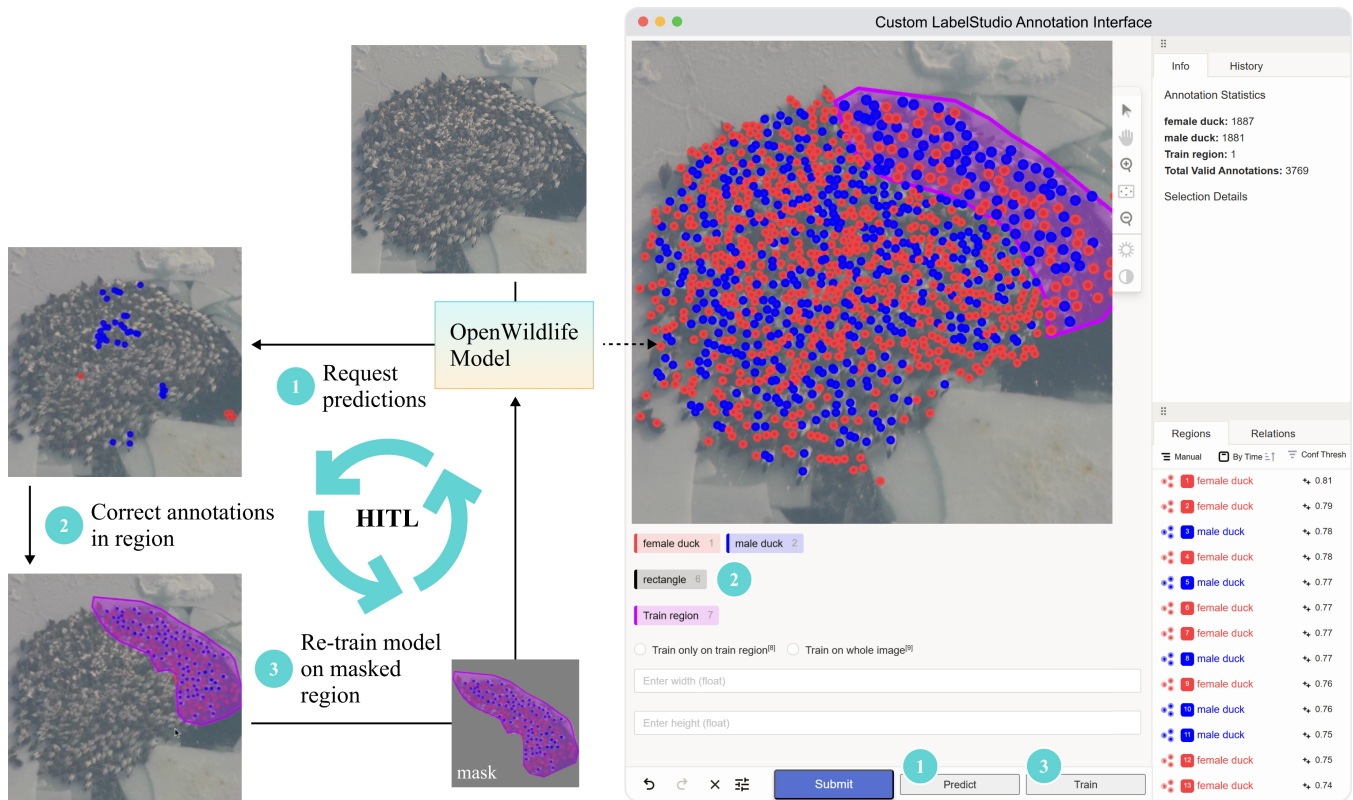 OpenWildlife
Model
1
Request
predictions
2
Correct annotations
in region
HITL
3
Re-train model
on masked
region
mask
Custom LabelStudio Annotation Interface
Info
History
Annotation Statistics
female duck: 1887
male duck: 1881
Train region: 1
Total Valid Annotations: 3769
Selection Details
female duck 1
male duck 2
rectangle 6
2
Train region 7
Train only on train region[8]
Train on whole image[9]
Enter width (float)
Enter height (float)
Submit
1
Predict
3
Train
Regions
Relations
Manual
By Time
Conf Thresh
1 female duck 0.81
2 female duck 0.79
3 male duck 0.78
4 female duck 0.78
5 male duck 0.77
6 female duck 0.77
7 female duck 0.77
8 male duck 0.77
9 female duck 0.76
10 male duck 0.76
11 male duck 0.75
12 female duck 0.75
13 female duck 0.74